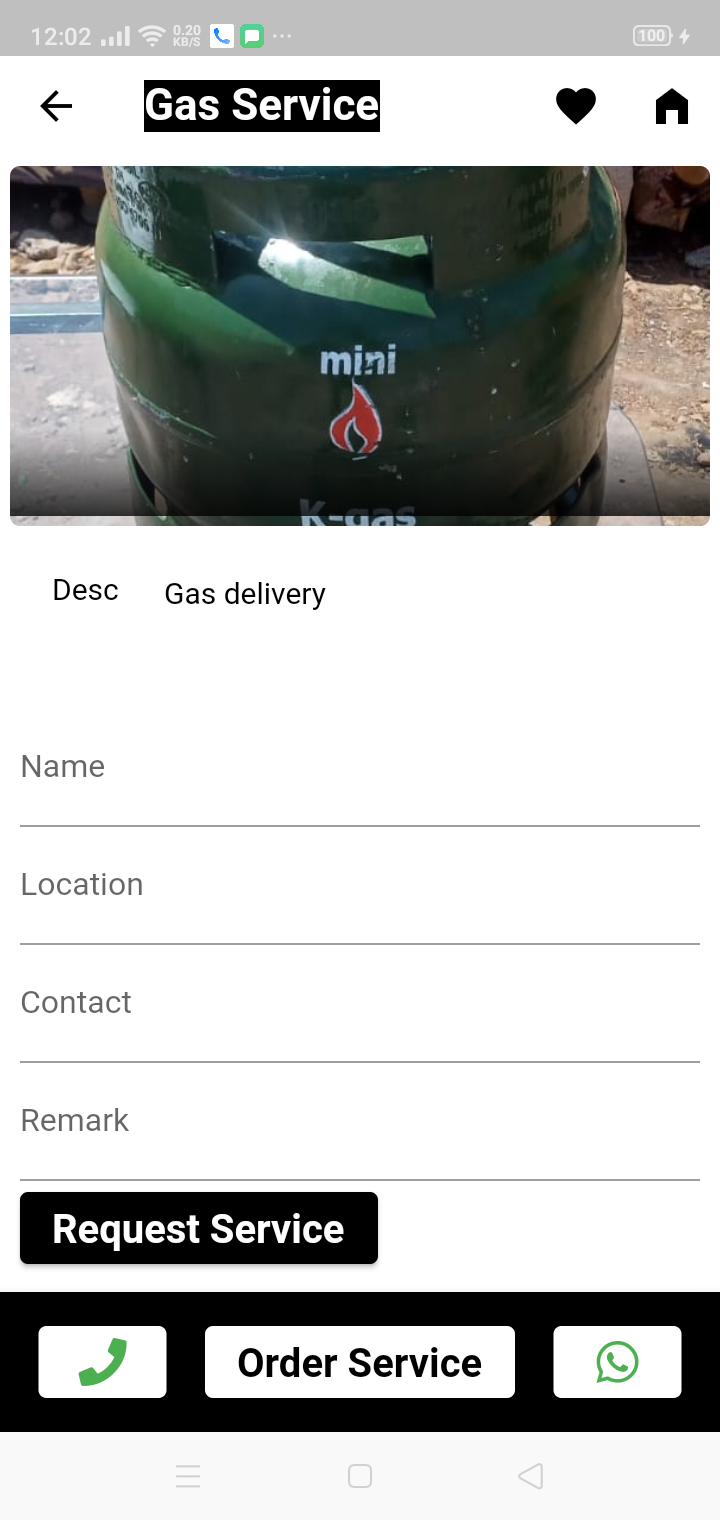 12:02 0.20 KB/S 100
Gas Service
mini
K-gas
Desc
Gas delivery
Name
Location
Contact
Remark
Request Service
Order Service